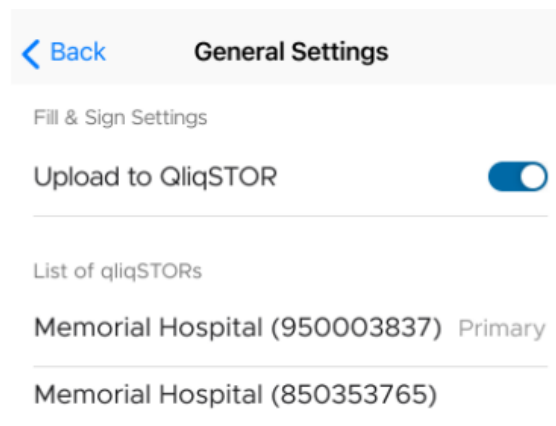 Back General Settings
Fill & Sign Settings
Upload to QliqSTOR
List of qliqSTORs
Memorial Hospital (950003837) Primary
Memorial Hospital (850353765)